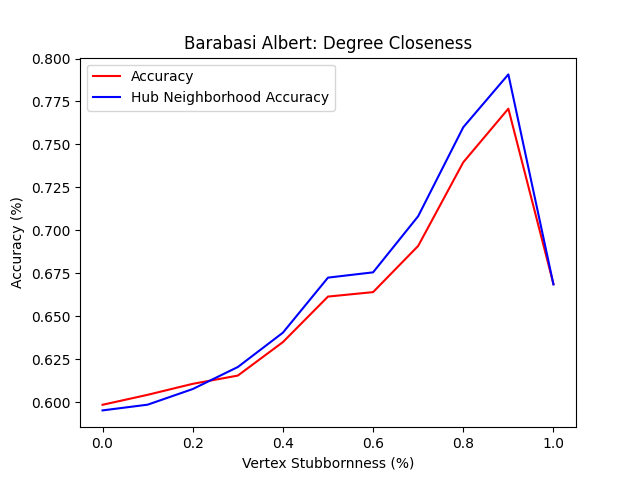 Barabasi Albert: Degree Closeness
Accuracy
Hub Neighborhood Accuracy
Accuracy (%)
0.800
0.775
0.750
0.725
0.700
0.675
0.650
0.625
0.600
0.0 0.2 0.4 0.6 0.8 1.0
Vertex Stubbornness (%)